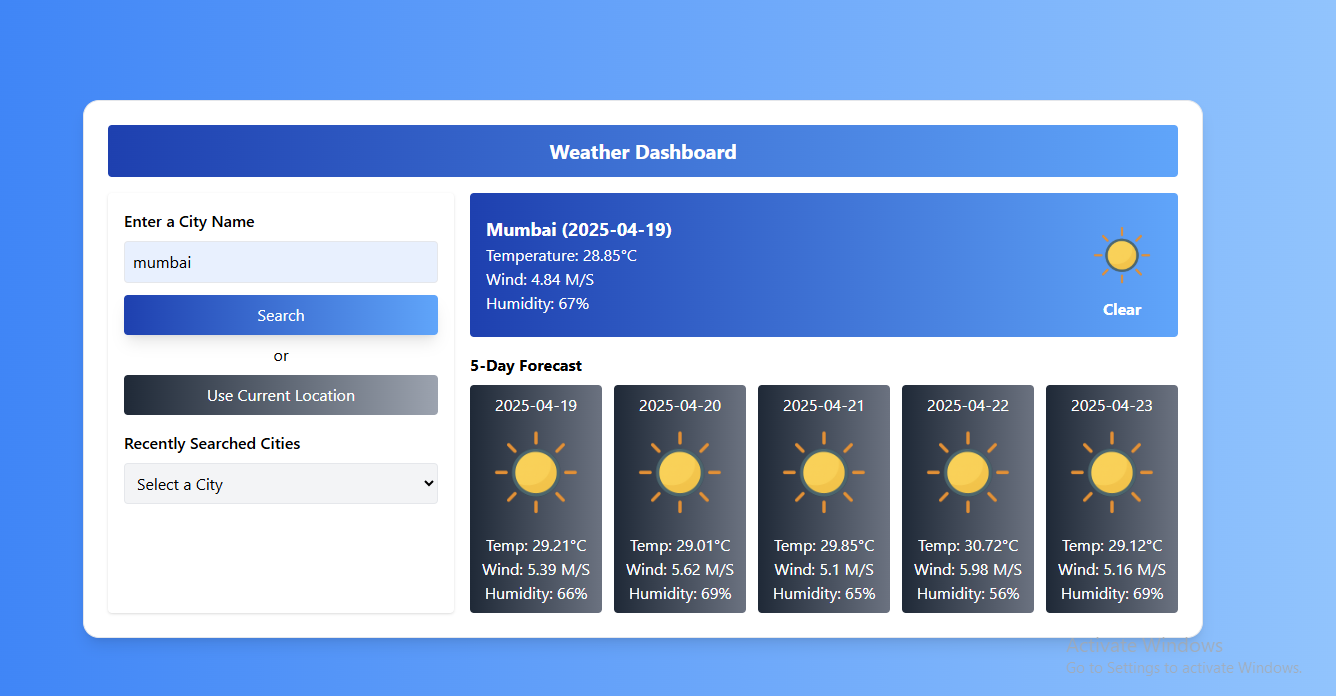 Weather Dashboard
Enter a City Name
mumbai
Search
or
Use Current Location
Recently Searched Cities
Select a City
Mumbai (2025-04-19)
Temperature: 28.85°C
Wind: 4.84 M/S
Humidity: 67%
Clear
5-Day Forecast
2025-04-19
Temp: 29.21°C
Wind: 5.39 M/S
Humidity: 66%
2025-04-20
Temp: 29.01°C
Wind: 5.62 M/S
Humidity: 69%
2025-04-21
Temp: 29.85°C
Wind: 5.1 M/S
Humidity: 65%
2025-04-22
Temp: 30.72°C
Wind: 5.98 M/S
Humidity: 56%
2025-04-23
Temp: 29.12°C
Wind: 5.16 M/S
Humidity: 69%
Activate Windows
Go to Settings to activate Windows.